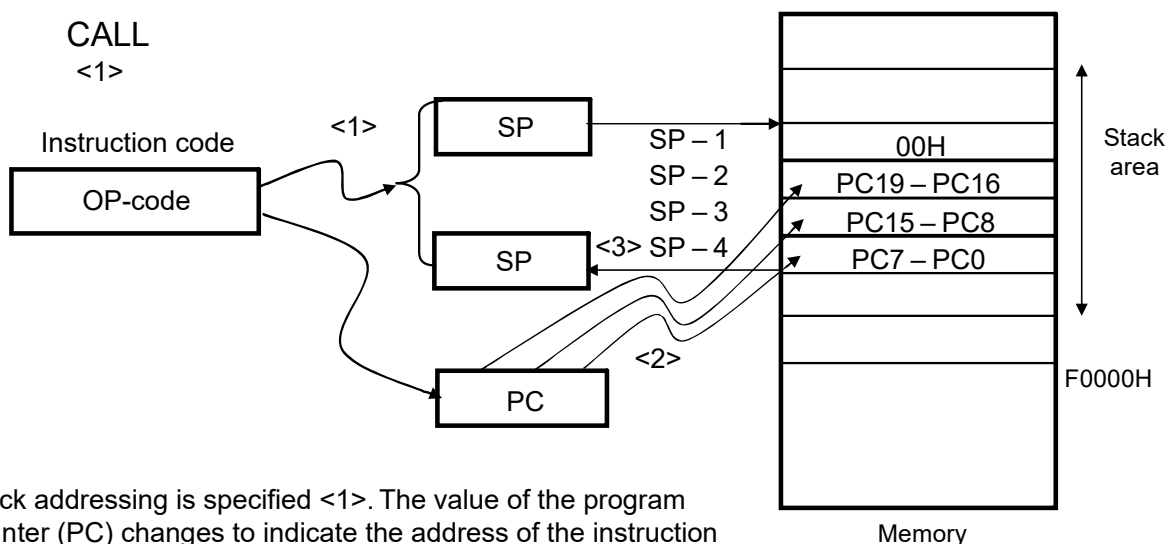 CALL
<1>
Instruction code
OP-code
<1>
SP
SP
<3>
SP – 1
SP – 2
SP – 3
SP – 4
<2>
PC
00H
PC19 – PC16
PC15 – PC8
PC7 – PC0
Stack
area
F0000H
Memory
ck addressing is specified <1>. The value of the program
nter (PC) changes to indicate the address of the instruction